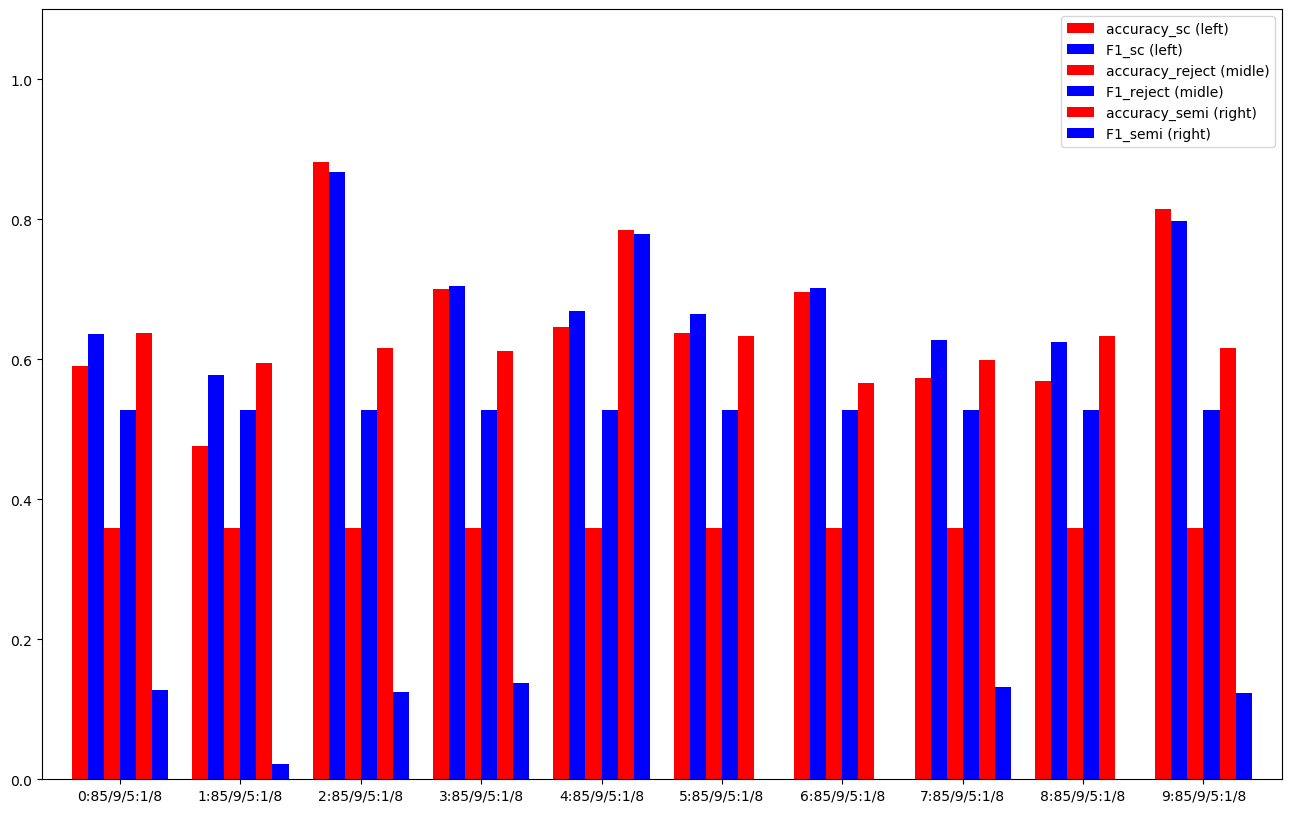 accuracy_sc (left)
F1_sc (left)
accuracy_reject (midle)
F1_reject (midle)
accuracy_semi (right)
F1_semi (right)
1.0
0.8
0.6
0.4
0.2
0.0
0:85/9/5:1/8 1:85/9/5:1/8 2:85/9/5:1/8 3:85/9/5:1/8 4:85/9/5:1/8 5:85/9/5:1/8 6:85/9/5:1/8 7:85/9/5:1/8 8:85/9/5:1/8 9:85/9/5:1/8